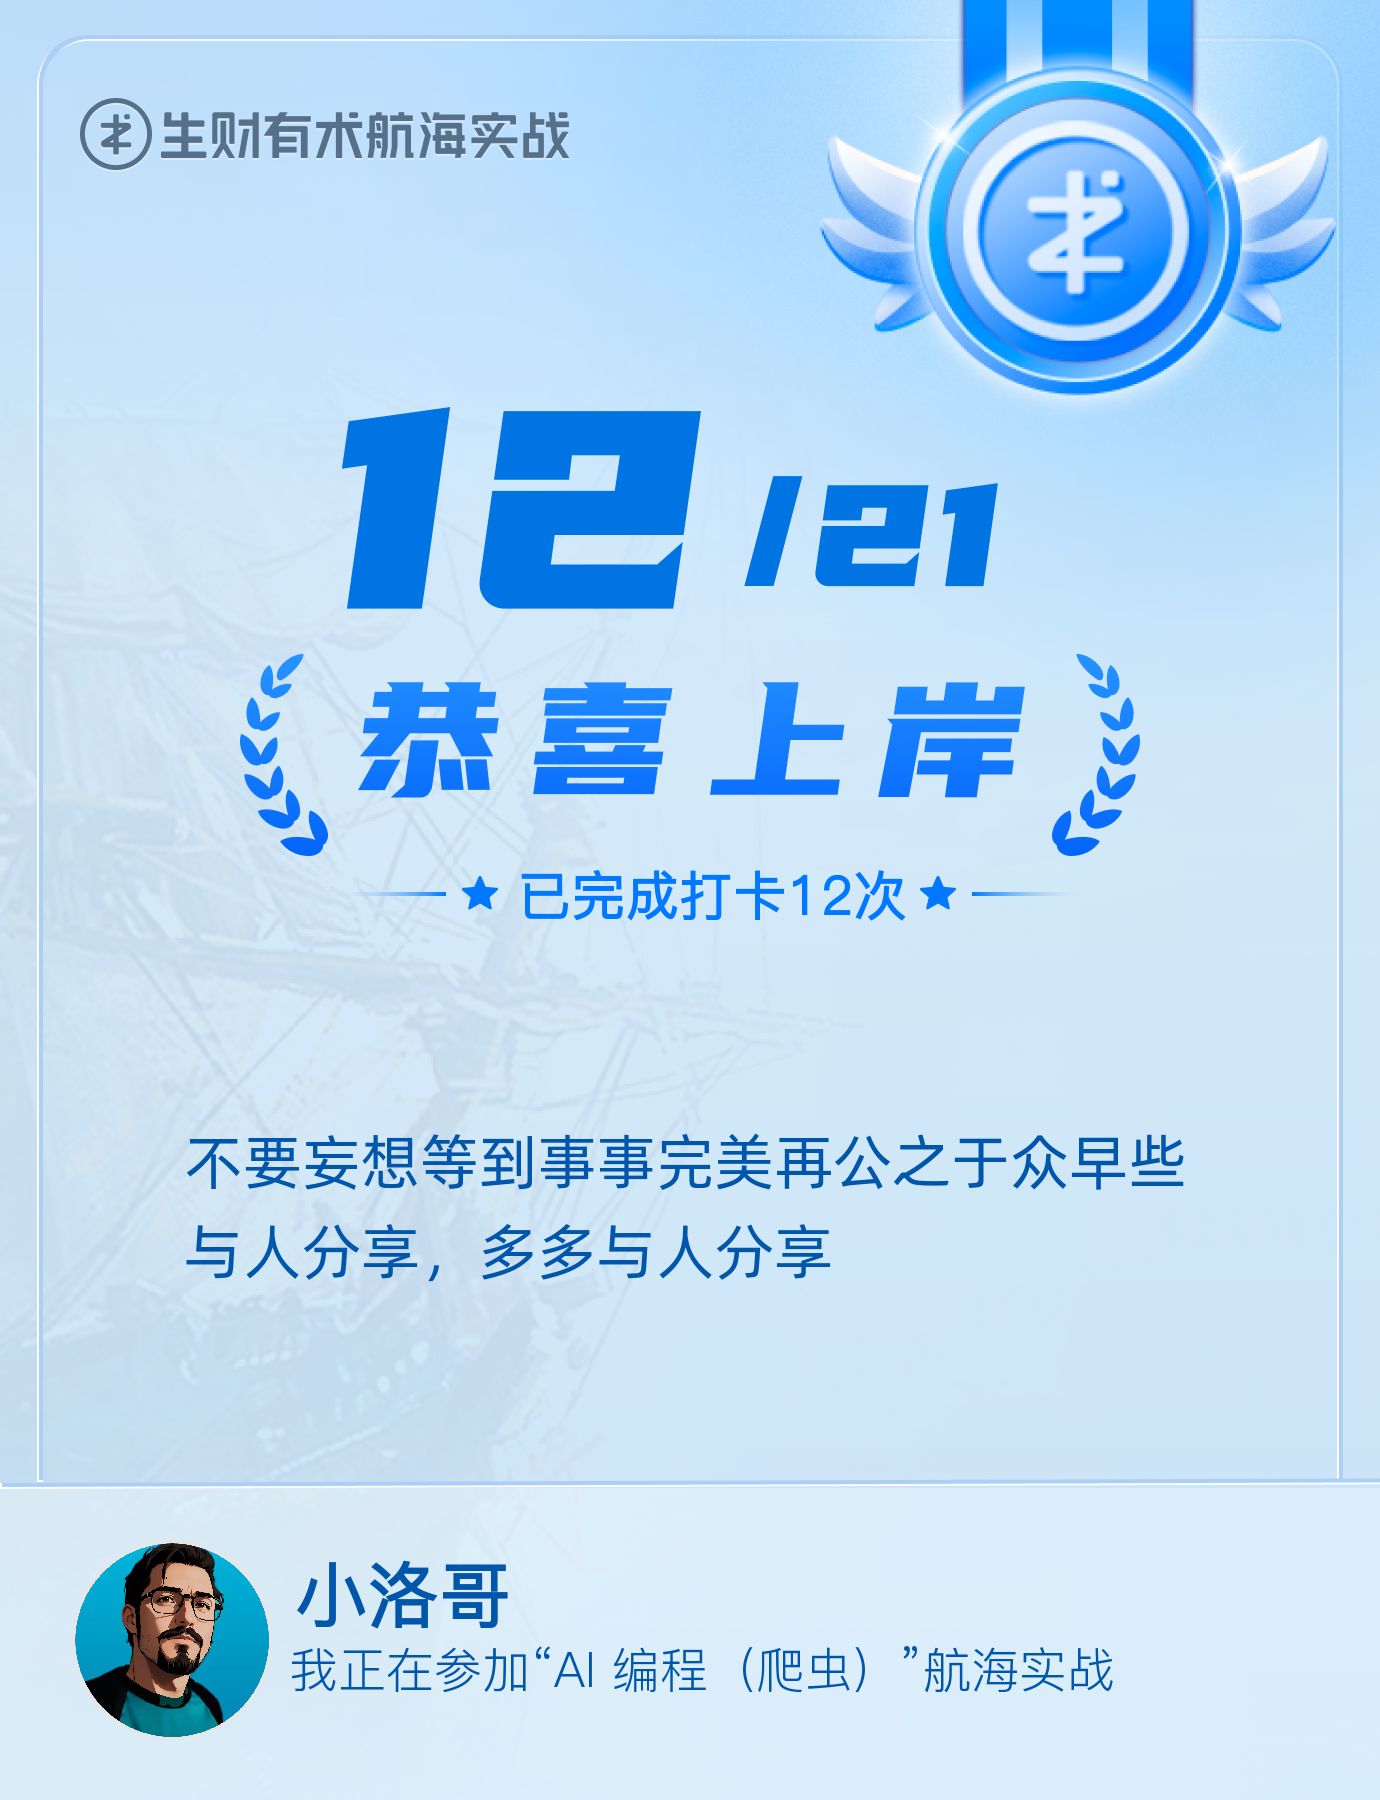 生财有术航海实战
12/21
恭喜上岸
已完成打卡12次
不要妄想等到事事完美再公之于众早些
与人分享，多多与人分享
小洛哥
我正在参加“AI 编程（爬虫）”航海实战